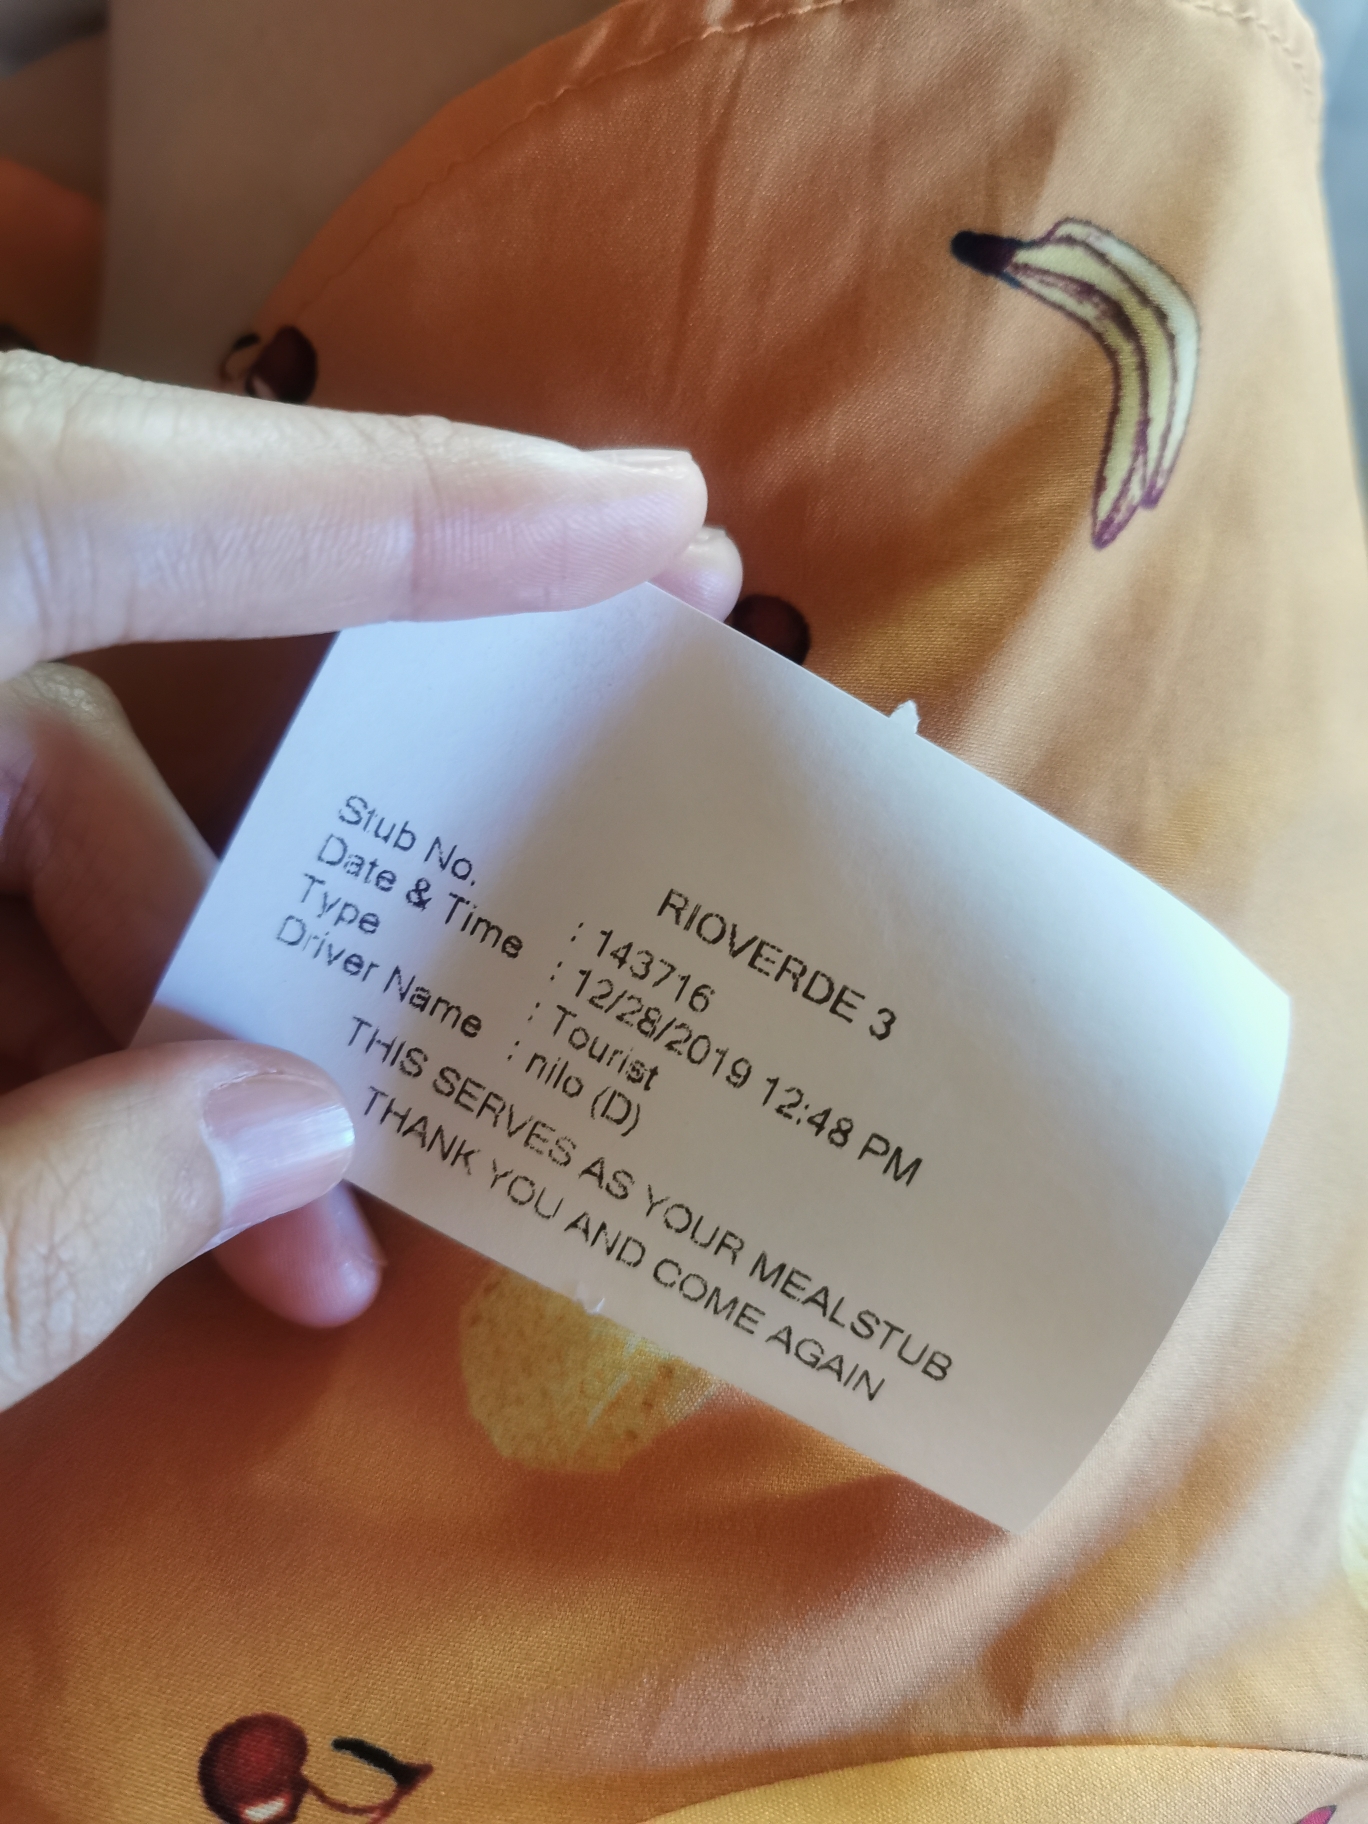 RIOVERDE 3
Stub No. : 143716
Date & Time : 12/28/2019 12:48 PM
Type : Tourist
Driver Name : nilo (D)
THIS SERVES AS YOUR MEALSTUB
THANK YOU AND COME AGAIN